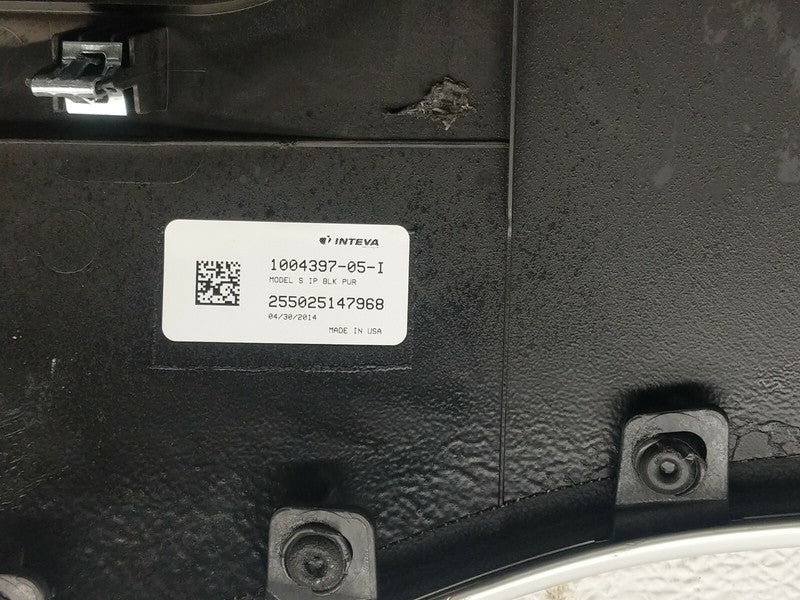 INTEVA
1004397-05-I
MODEL S IP BLK PUR
255025147968
04/30/2014
MADE IN USA